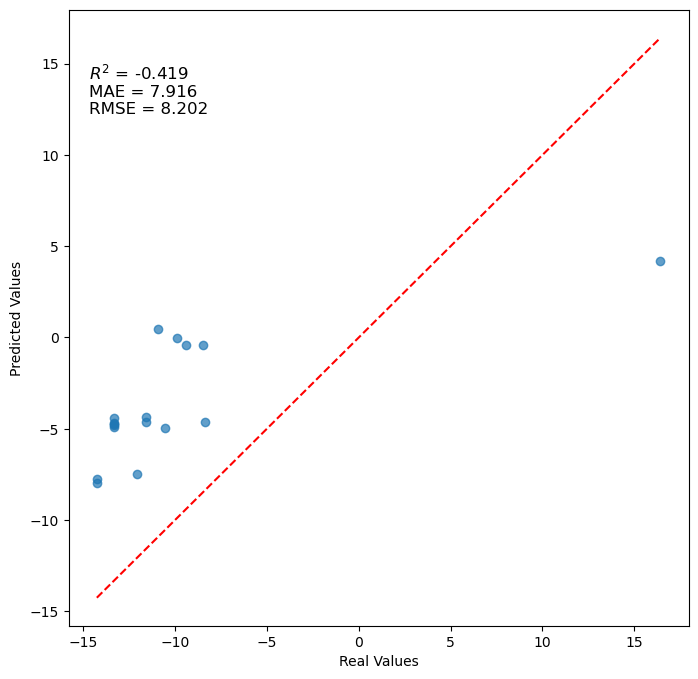 R² = -0.419
MAE = 7.916
RMSE = 8.202
Predicted Values
15
10
5
0
−5
−10
−15
−15
−10
−5
0
5
10
15
Real Values